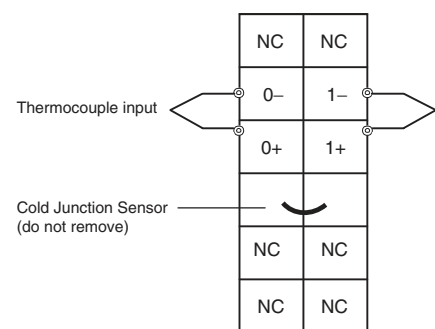 NC NC
Thermocouple input 0– 1–
0+ 1+
Cold Junction Sensor
(do not remove)
NC NC
NC NC